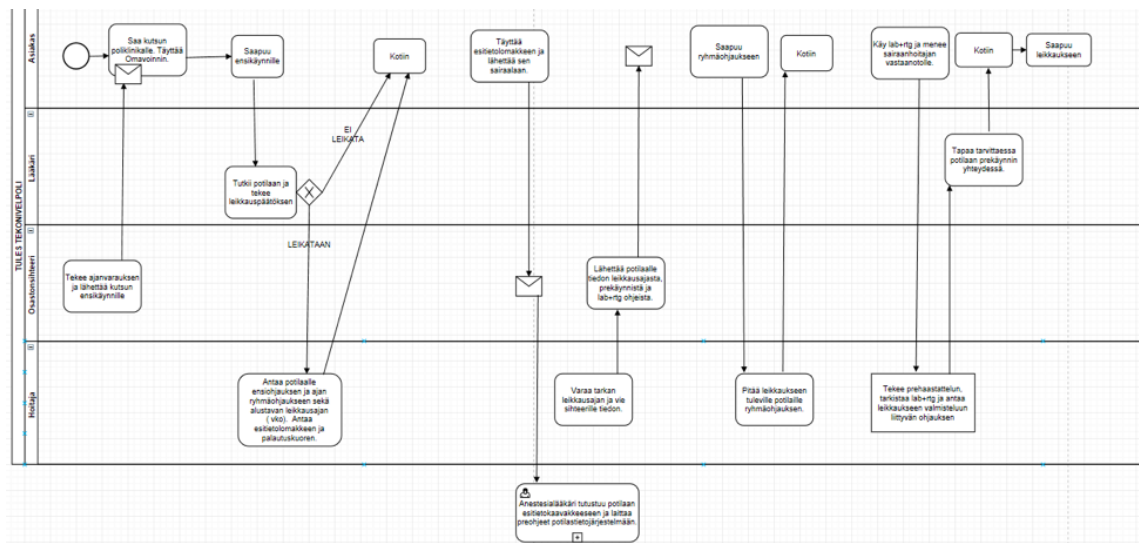 TULES TEKONIVELPOLI
Asiakas
Saa kutsun
poliklinikalle. Täyttää
Omavoinnin.
Saapuu
ensikäynnille
Kotiin
Täyttää
esitietolomakkeen ja
lähettää sen
sairaalaan.
Saapuu
ryhmäohjaukseen
Kotiin
Käy lab+rtg ja menee
sairaanhoitajan
vastaanotolle.
Kotiin
Saapuu
leikkaukseen
Lääkäri
Tutkii potilaan ja
tekee
leikkauspäätöksen
X
EI
LEIKATA
LEIKATAAN
Tapaa tarvittaessa
potilaan prekäynnin
yhteydessä.
Osastonsihteeri
Tekee ajanvarauksen
ja lähettää kutsun
ensikäynnille
Lähettää potilaalle
tiedon leikkausajasta,
prekäynnistä ja
lab+rtg ohjeista.
Hoitaja
Antaa potilaalle
ensiohjauksen ja ajan
ryhmäohjaukseen sekä
alustavan leikkausajan
( vko). Antaa
esitietolomakkeen ja
palautuskuoren.
Varaa tarkan
leikkausajan ja vie
sihteerille tiedon.
Pitää leikkaukseen
tuleville potilaille
ryhmäohjauksen.
Tekee prehaastattelun,
tarkistaa lab+rtg ja antaa
leikkaukseen valmisteluun
liittyvän ohjauksen
Anestesialääkäri tutustuu potilaan
esitietokaavakkeeseen ja laittaa
preohjeet potilastietojärjestelmään.